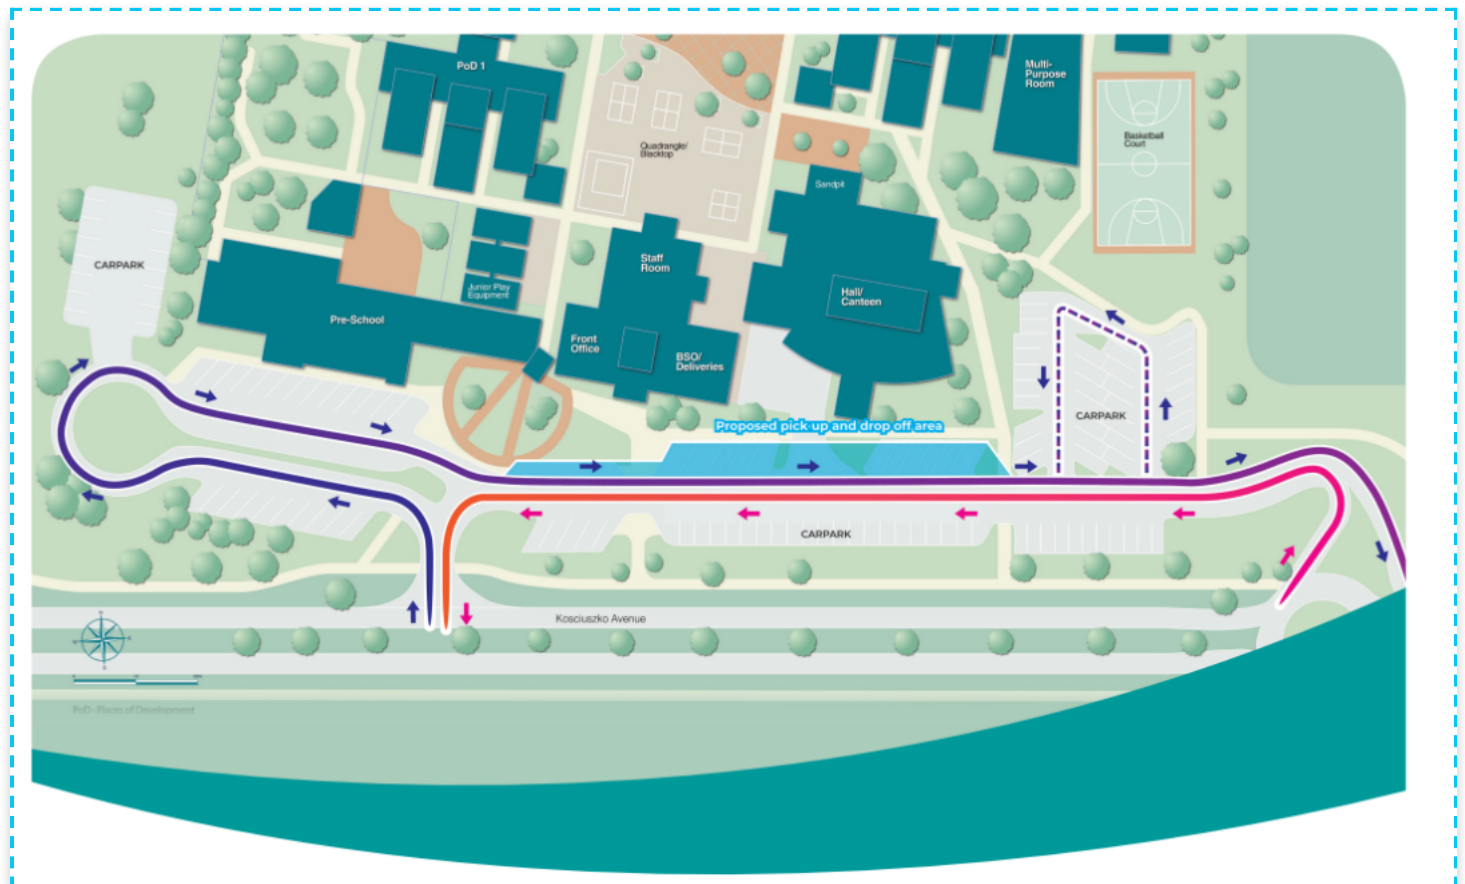 PoD 1
Multi-
Purpose
Room
Basketball
Court
Quadrangle/
Blacktop
Sandpit
CARPARK
Staff
Room
Junior Play
Equipment
Hall/
Canteen
Pre-School
Front
Office
BSO/
Deliveries
CARPARK
Proposed pick-up and drop off area
CARPARK
Kosciuszko Avenue
PoD- Places of Development